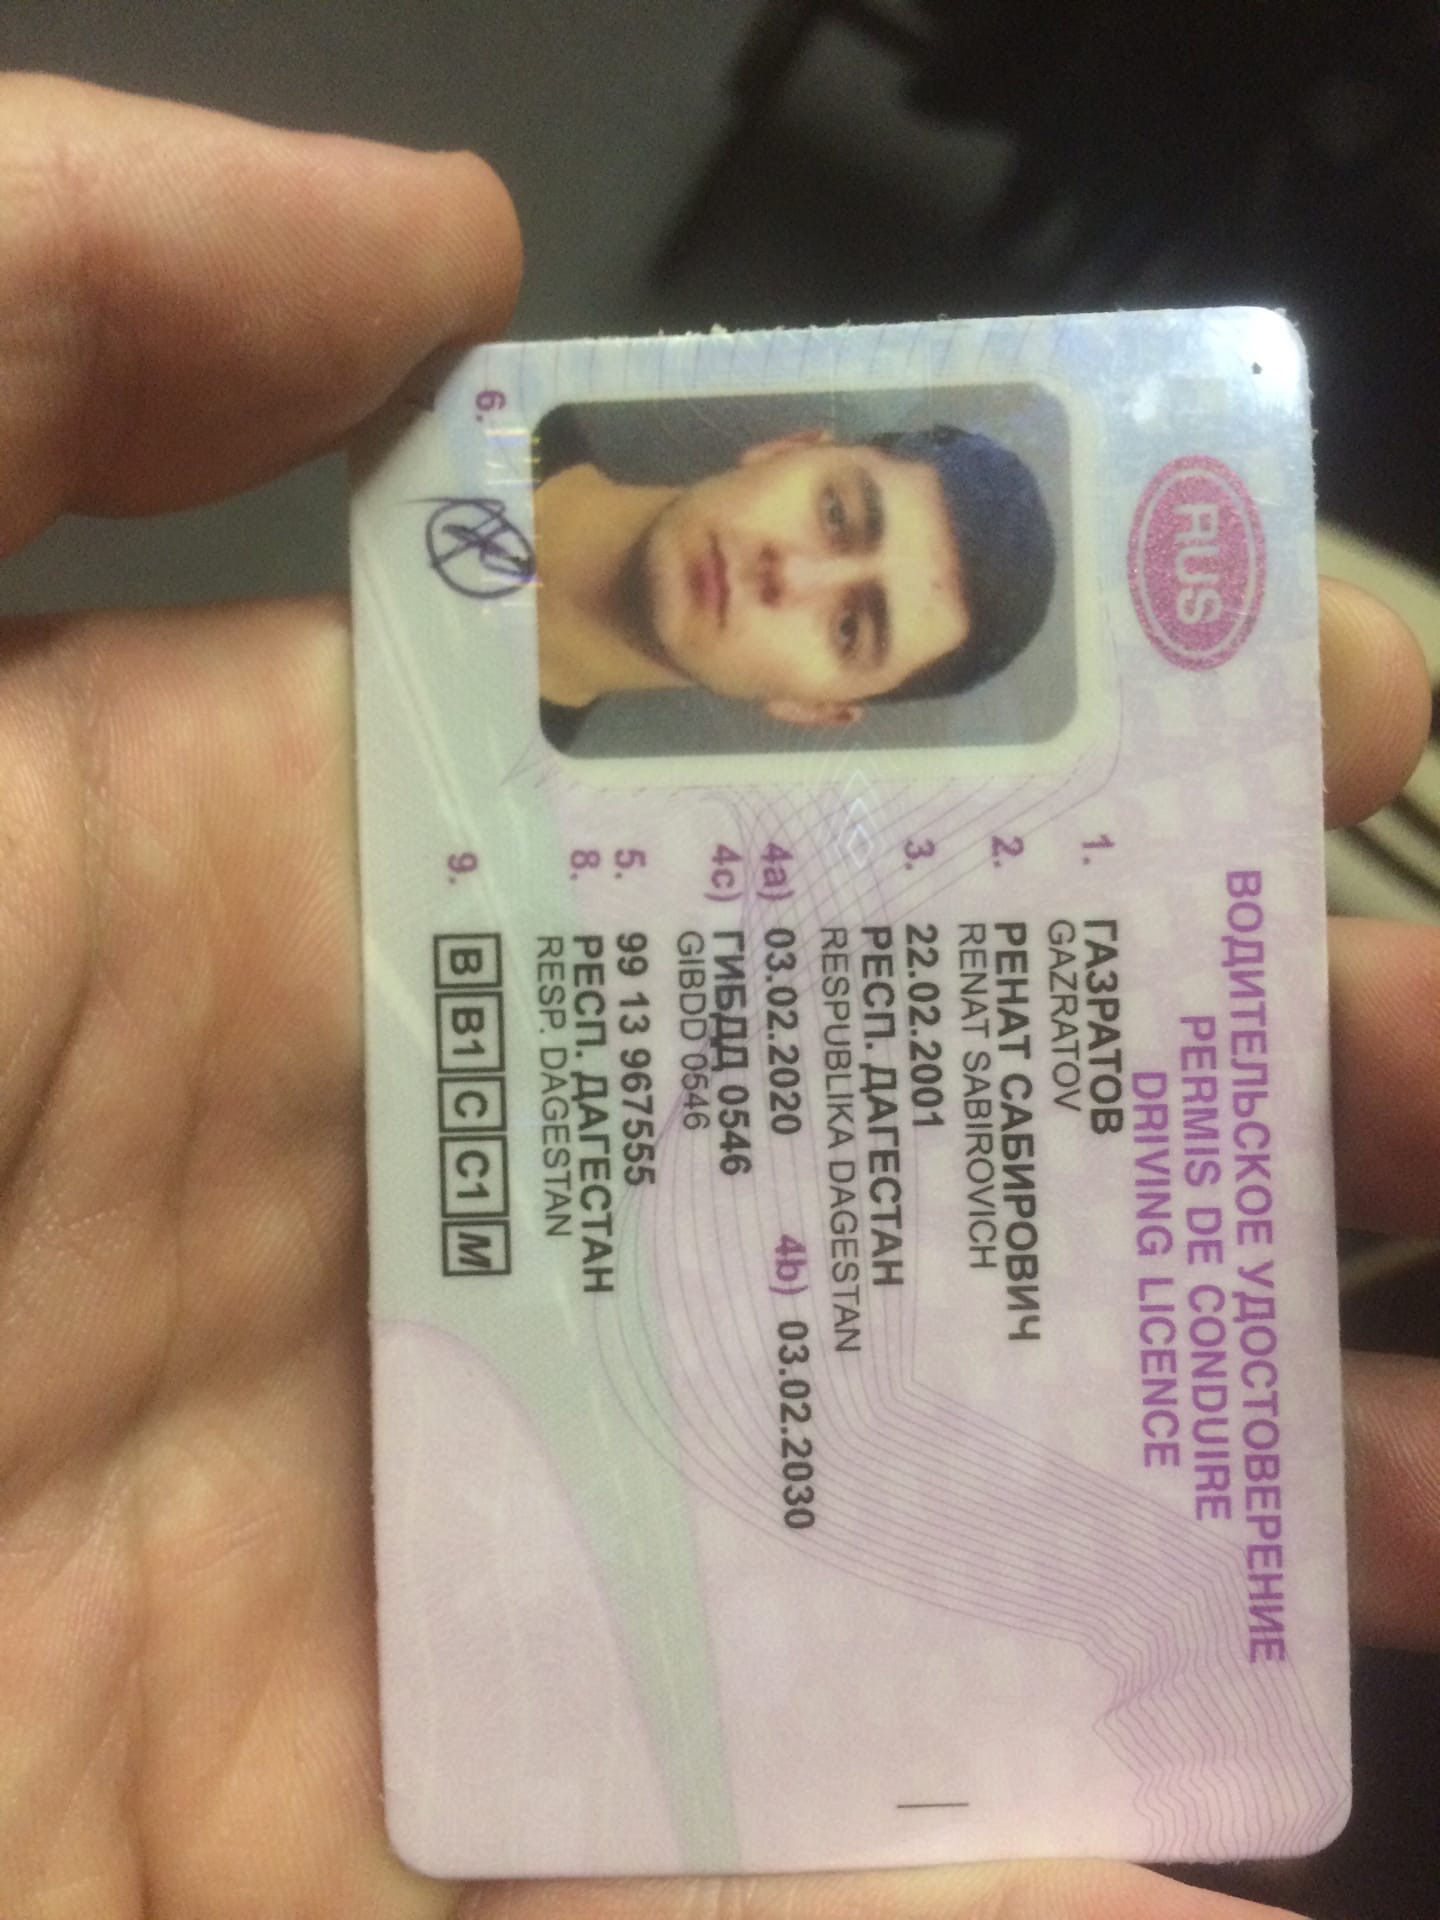 RUS
ВОДИТЕЛЬСКОЕ УДОСТОВЕРЕНИЕ
PERMIS DE CONDUIRE
DRIVING LICENCE
1. ГАЗРАТОВ
GAZRATOV
2. РЕНАТ САБИРОВИЧ
RENAT SABIROVICH
3. 22.02.2001
РЕСП. ДАГЕСТАН
RESPUBLIKA DAGESTAN
4a) 03.02.2020 4b) 03.02.2030
4c) ГИБДД 0546
GIBDD 0546
5. 99 13 967555
8. РЕСП. ДАГЕСТАН
RESP. DAGESTAN
6.
9. B B1 C C1 M